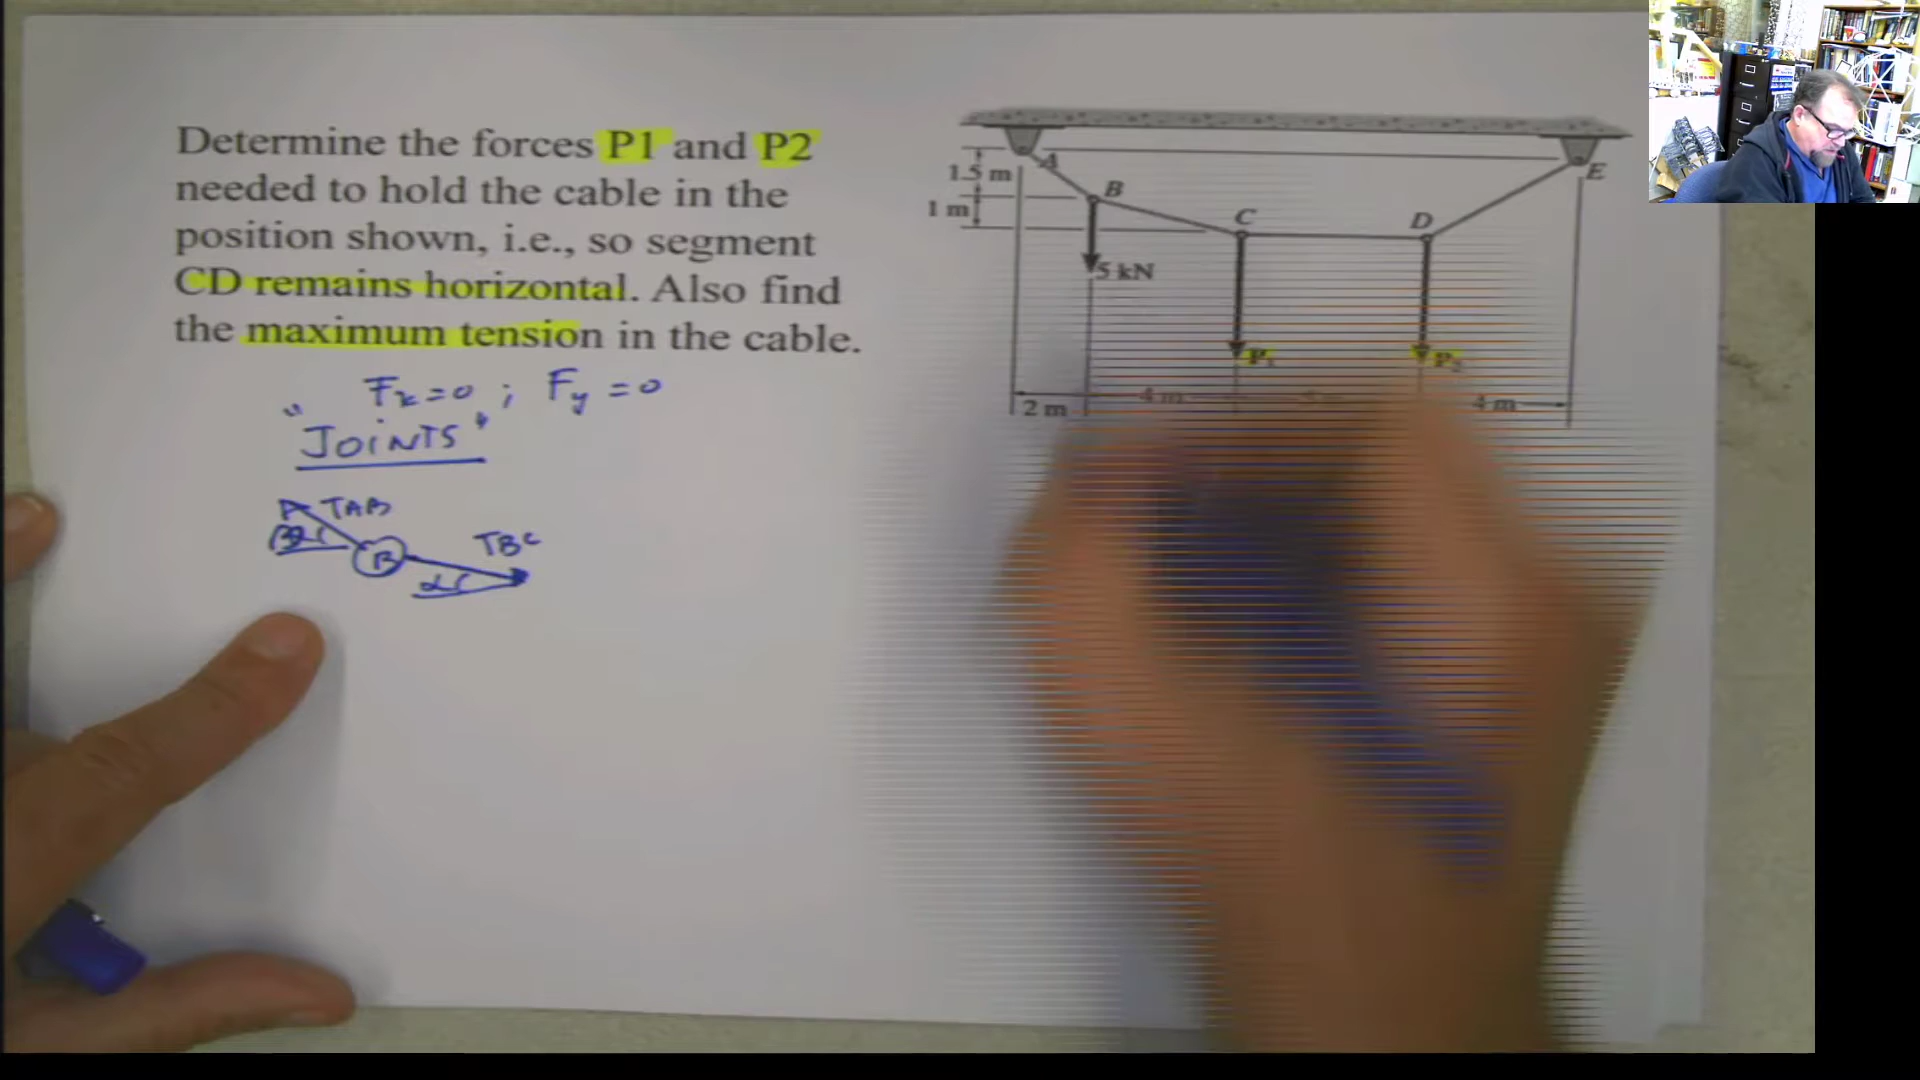 Determine the forces P1 and P2
needed to hold the cable in the
position shown, i.e., so segment
CD remains horizontal. Also find
the maximum tension in the cable.
Fx=0 ; Fy=0
"JOINTS"
TAB
B
TBC
α
A
E
1.5 m
B
1 m
C
D
5 kN
P1
P2
2 m
4 m
4 m